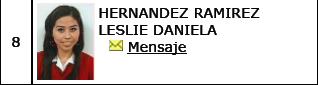 8
HERNANDEZ RAMIREZ
LESLIE DANIELA
Mensaje